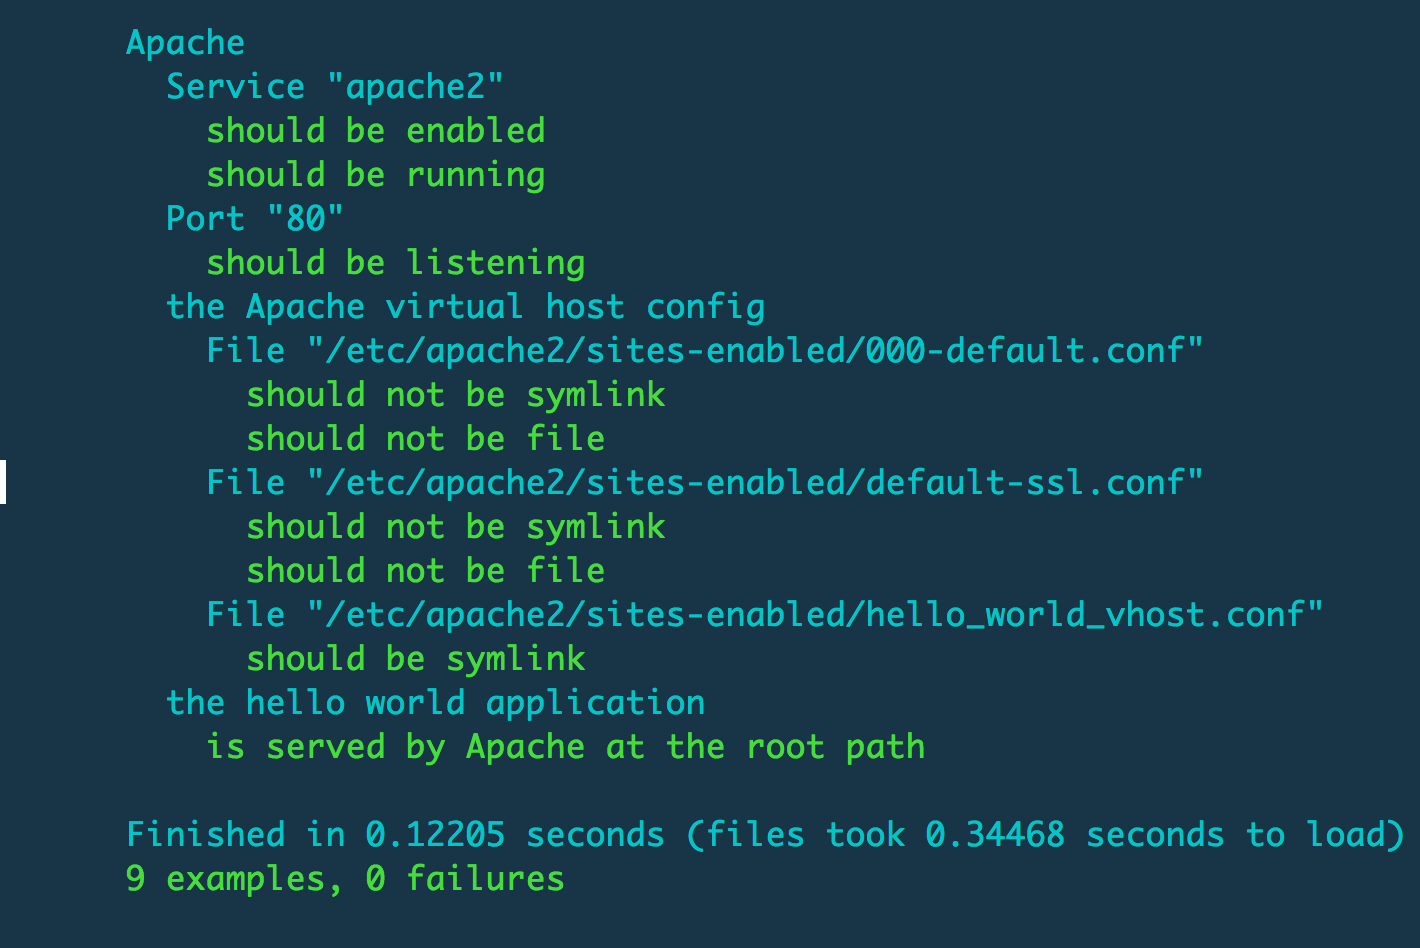 Apache
Service "apache2"
should be enabled
should be running
Port "80"
should be listening
the Apache virtual host config
File "/etc/apache2/sites-enabled/000-default.conf"
should not be symlink
should not be file
File "/etc/apache2/sites-enabled/default-ssl.conf"
should not be symlink
should not be file
File "/etc/apache2/sites-enabled/hello_world_vhost.conf"
should be symlink
the hello world application
is served by Apache at the root path
Finished in 0.12205 seconds (files took 0.34468 seconds to load)
9 examples, 0 failures